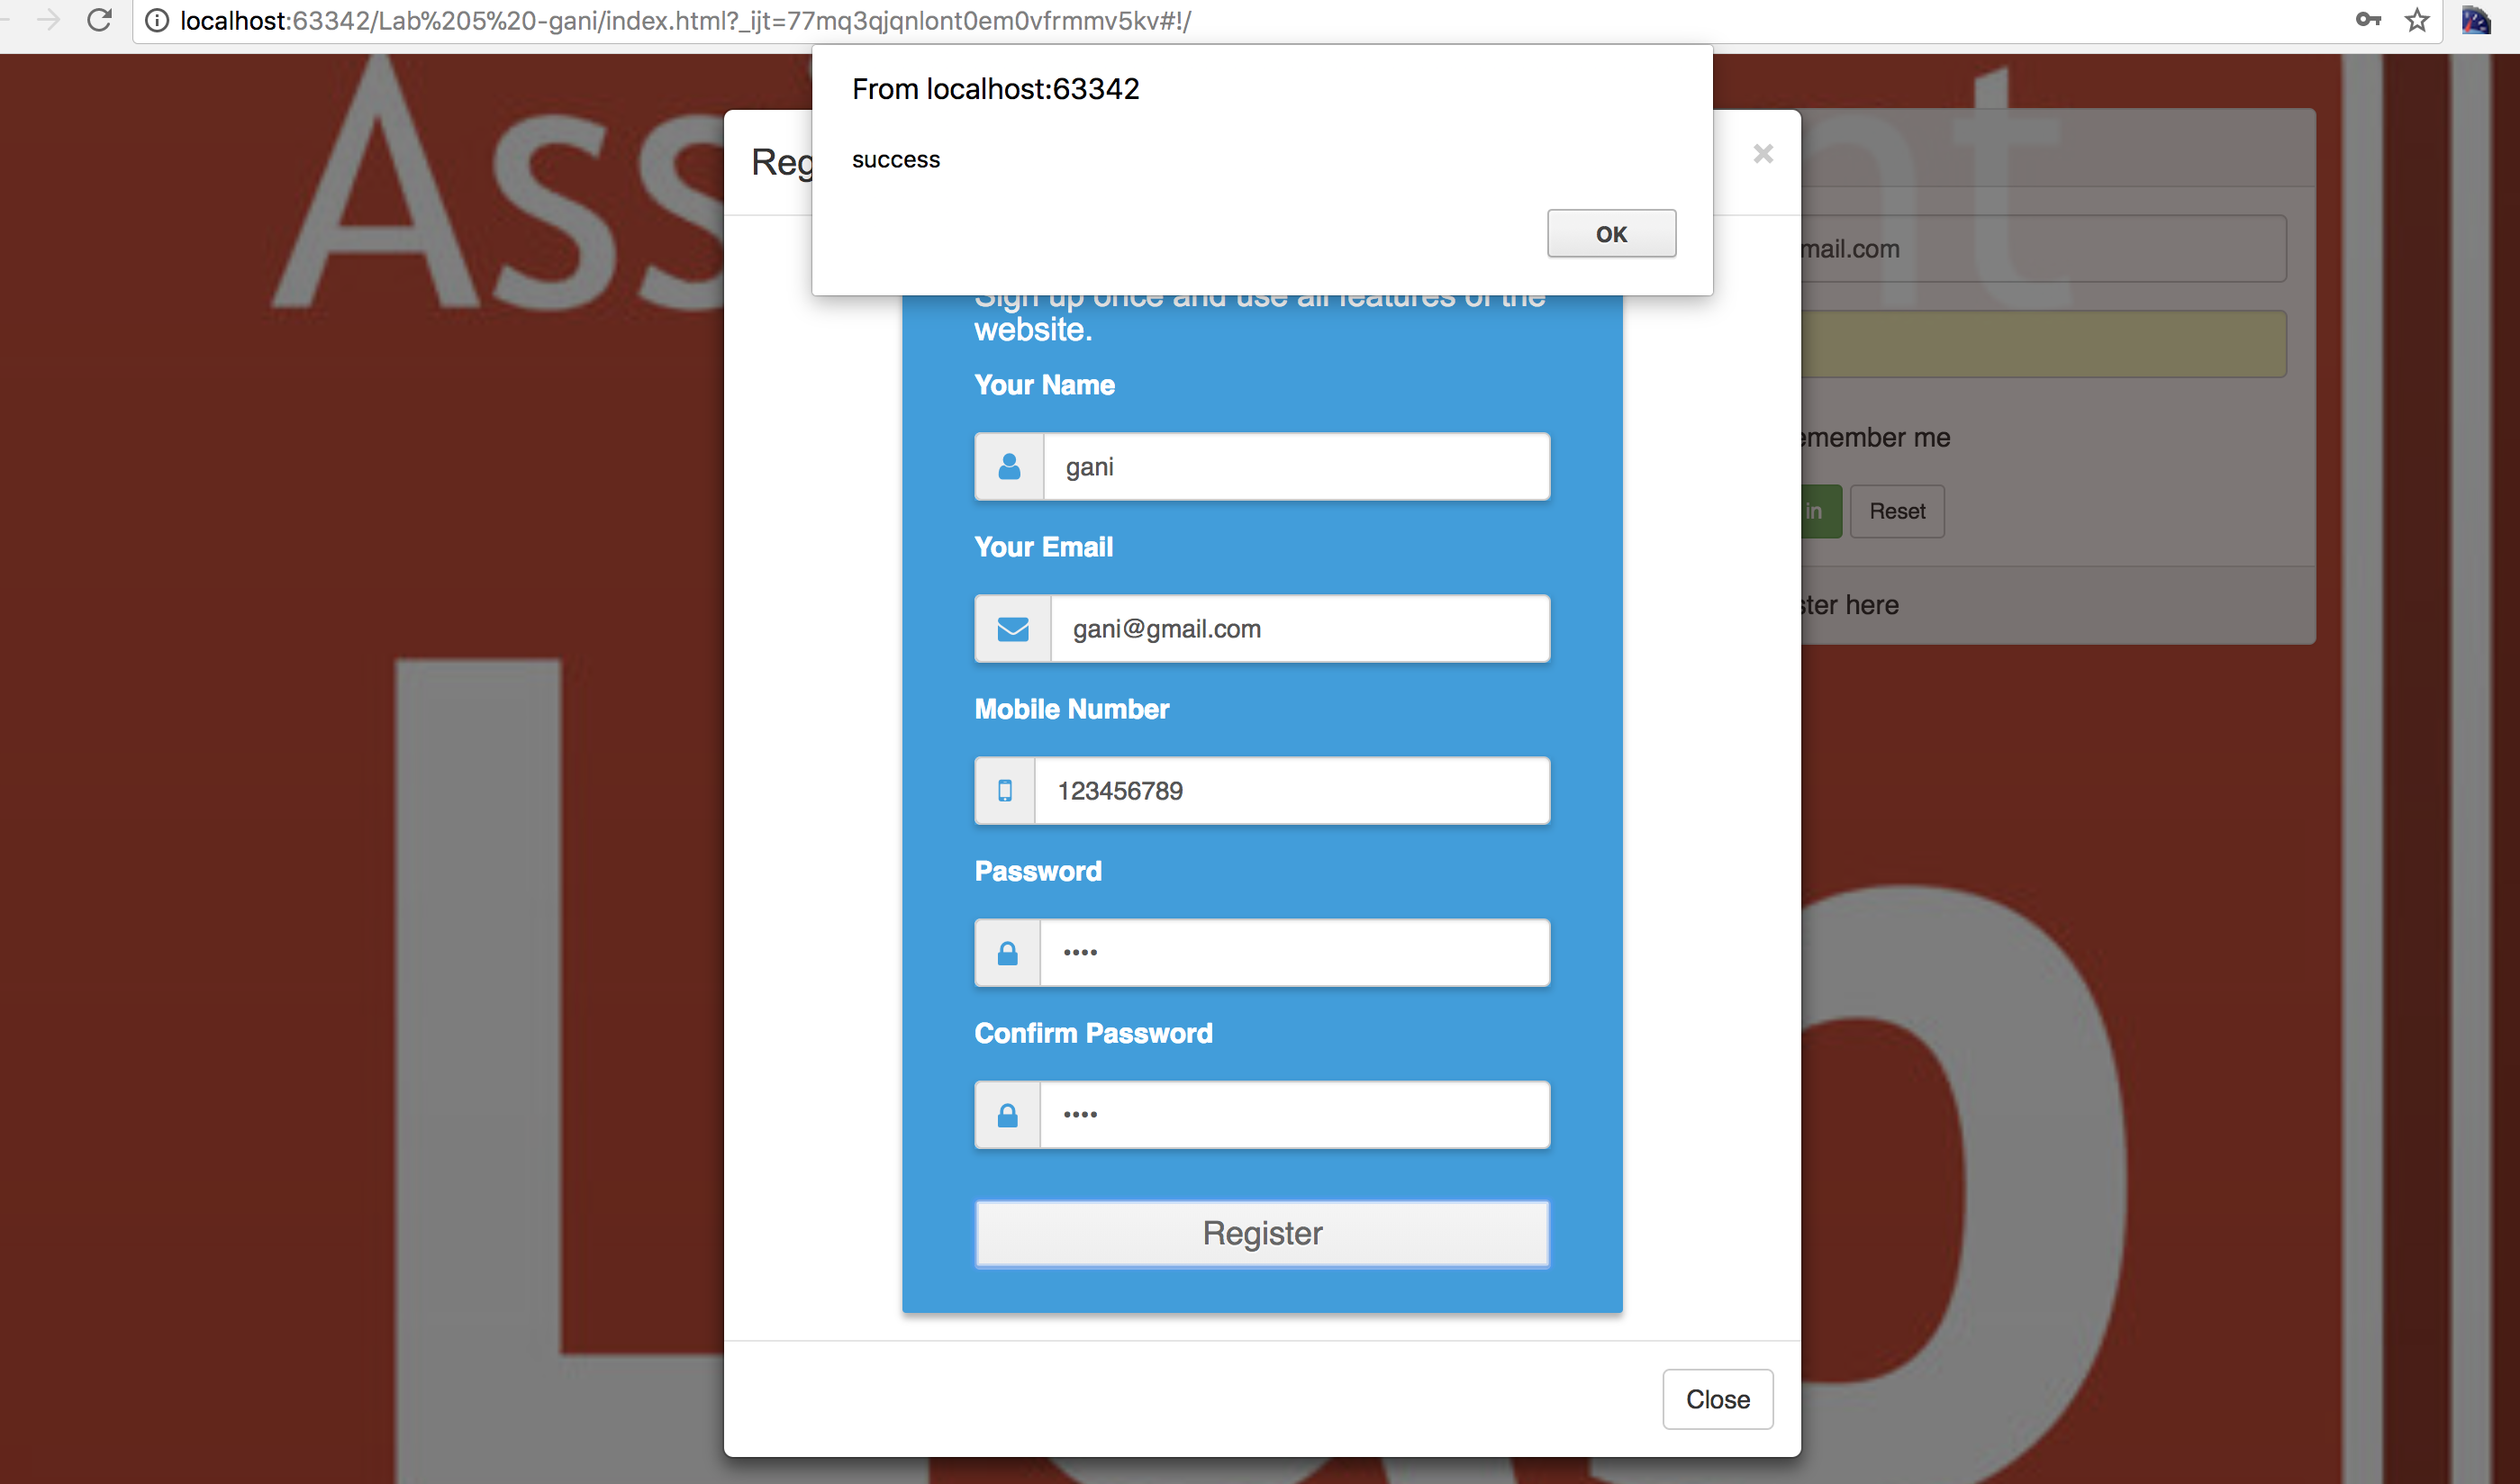 localhost:63342/Lab%205%20-gani/index.html?_ijt=77mq3qjqnlont0em0vfrmmv5kv#!/
From localhost:63342
success
OK
Reg
×
Sign up once and use all features of the
website.
Your Name
gani
Your Email
gani@gmail.com
Mobile Number
123456789
Password
••••
Confirm Password
••••
Register
Close
Ass
nt
mail.com
emember me
in
Reset
ster here
L